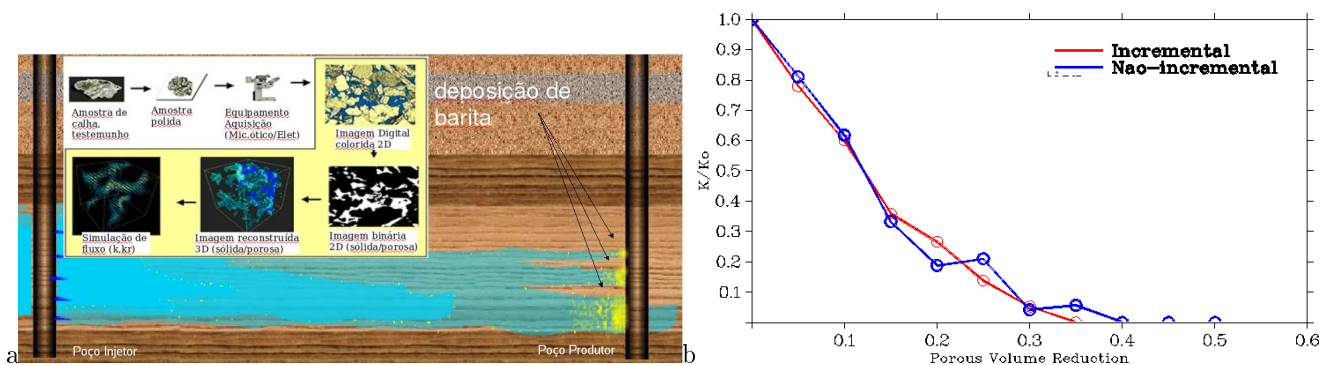 a
Amostra de
calha,
testemunho
Amostra
polida
Equipamento
Aquisição
(Mic.ótico/Elet)
Imagem Digital
colorida 2D
Simulação de
fluxo (k,kr)
Imagem reconstruída
3D (sólida/porosa)
Imagem binária
2D (sólida/porosa)
deposição de
barita
Poço Injetor
Poço Produtor
b
1.0
0.9
0.8
0.7
0.6
0.5
0.4
0.3
0.2
0.1
K/Ko
Incremental
Nao-incremental
0.1
0.2
0.3
0.4
0.5
0.6
Porous Volume Reduction